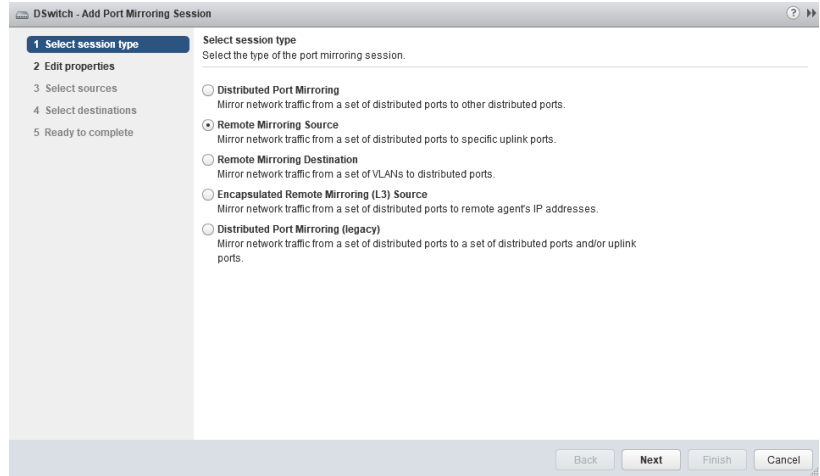 DSwitch - Add Port Mirroring Session
1 Select session type
2 Edit properties
3 Select sources
4 Select destinations
5 Ready to complete
Select session type
Select the type of the port mirroring session.
Distributed Port Mirroring
Mirror network traffic from a set of distributed ports to other distributed ports.
Remote Mirroring Source
Mirror network traffic from a set of distributed ports to specific uplink ports.
Remote Mirroring Destination
Mirror network traffic from a set of VLANs to distributed ports.
Encapsulated Remote Mirroring (L3) Source
Mirror network traffic from a set of distributed ports to remote agent's IP addresses.
Distributed Port Mirroring (legacy)
Mirror network traffic from a set of distributed ports to a set of distributed ports and/or uplink
ports.
Back Next Finish Cancel